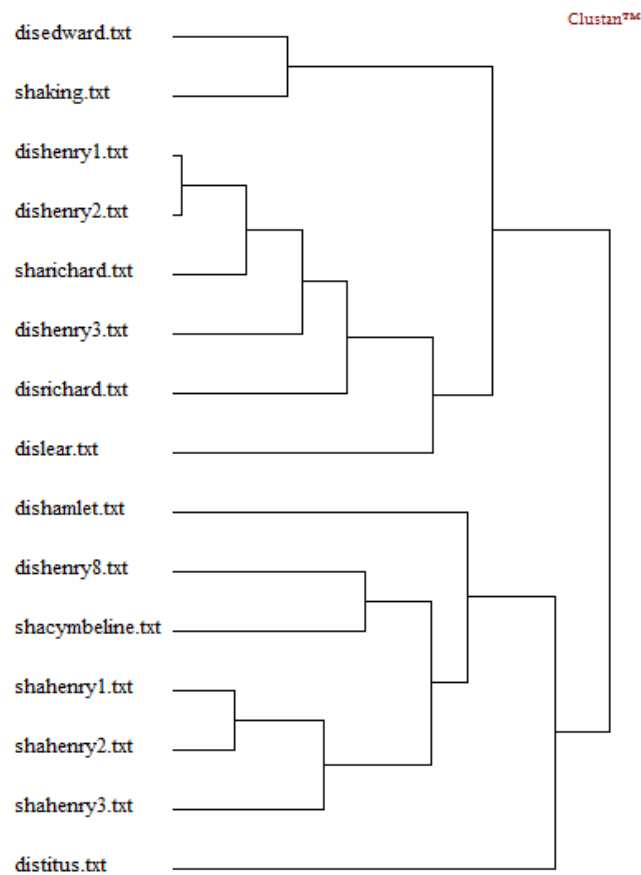 Clustan™
disedward.txt
shaking.txt
dishenry1.txt
dishenry2.txt
sharichard.txt
dishenry3.txt
disrichard.txt
dislear.txt
dishamlet.txt
dishenry8.txt
shacymbeline.txt
shahenry1.txt
shahenry2.txt
shahenry3.txt
distitus.txt